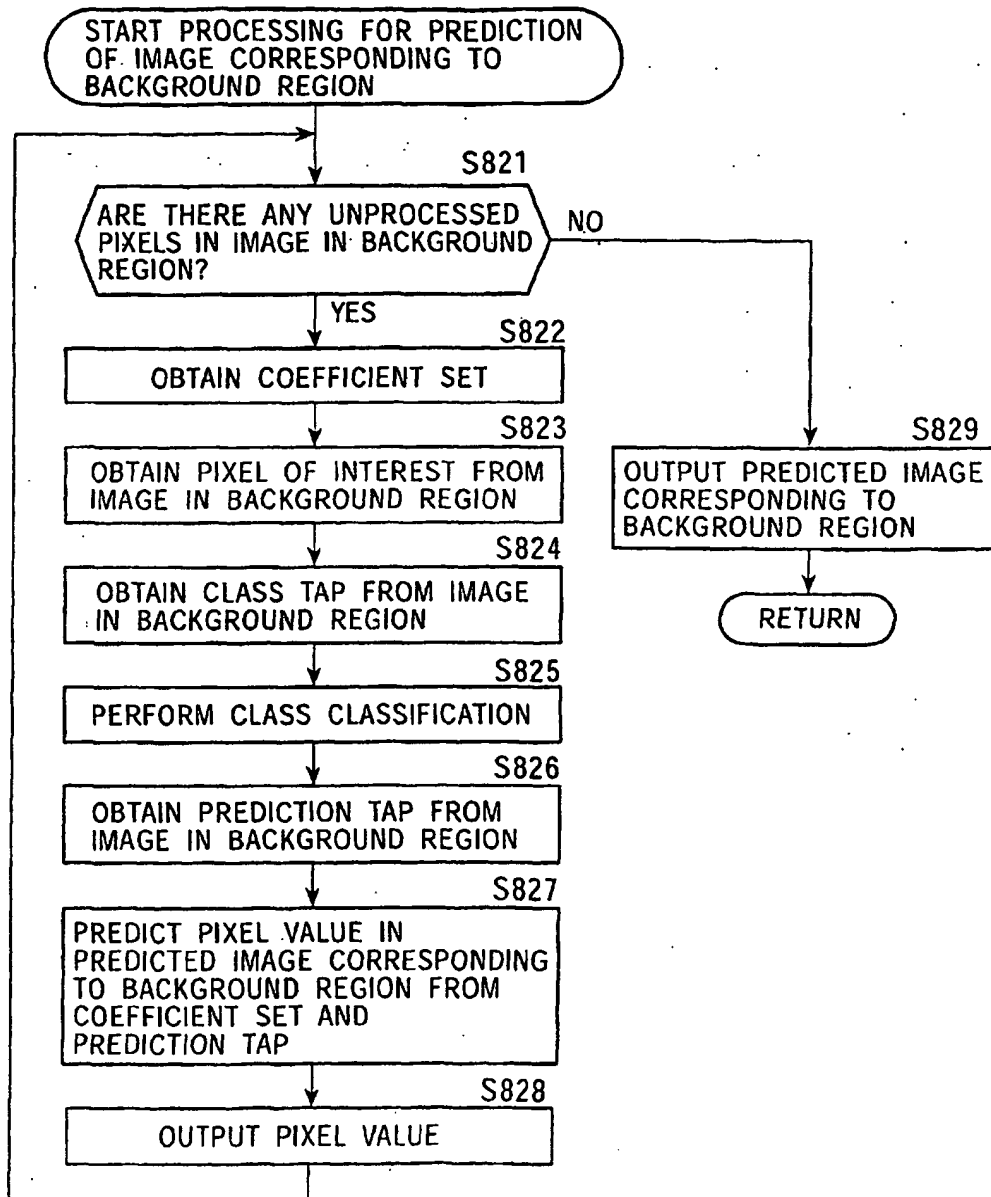 START PROCESSING FOR PREDICTION
OF IMAGE CORRESPONDING TO
BACKGROUND REGION
S821
ARE THERE ANY UNPROCESSED
PIXELS IN IMAGE IN BACKGROUND
REGION?
NO
YES
S822
OBTAIN COEFFICIENT SET
S823
OBTAIN PIXEL OF INTEREST FROM
IMAGE IN BACKGROUND REGION
S824
OBTAIN CLASS TAP FROM IMAGE
IN BACKGROUND REGION
S825
PERFORM CLASS CLASSIFICATION
S826
OBTAIN PREDICTION TAP FROM
IMAGE IN BACKGROUND REGION
S827
PREDICT PIXEL VALUE IN
PREDICTED IMAGE CORRESPONDING
TO BACKGROUND REGION FROM
COEFFICIENT SET AND
PREDICTION TAP
S828
OUTPUT PIXEL VALUE
S829
OUTPUT PREDICTED IMAGE
CORRESPONDING TO
BACKGROUND REGION
RETURN